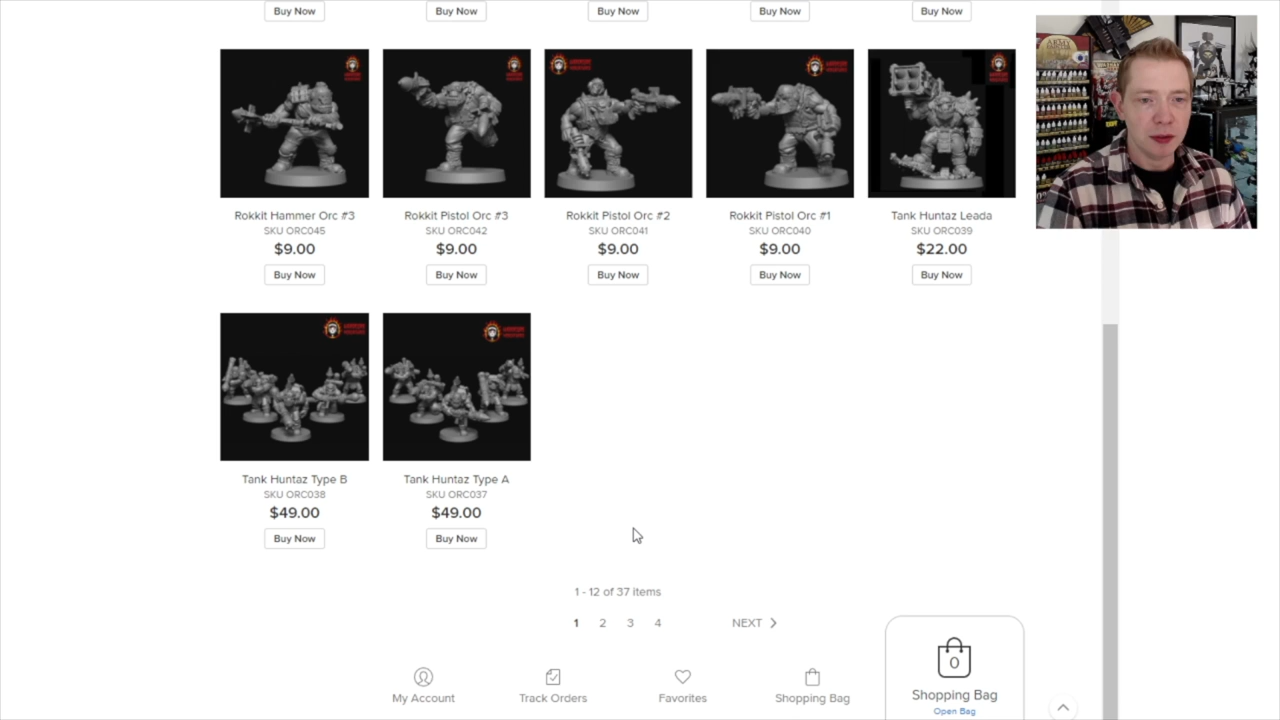 Buy Now Buy Now Buy Now Buy Now Buy Now
Rokkit Hammer Orc #3
SKU ORC045
$9.00
Buy Now
Rokkit Pistol Orc #3
SKU ORC042
$9.00
Buy Now
Rokkit Pistol Orc #2
SKU ORC041
$9.00
Buy Now
Rokkit Pistol Orc #1
SKU ORC040
$9.00
Buy Now
Tank Huntaz Leada
SKU ORC039
$22.00
Buy Now
Tank Huntaz Type B
SKU ORC038
$49.00
Buy Now
Tank Huntaz Type A
SKU ORC037
$49.00
Buy Now
1 - 12 of 37 items
1 2 3 4 NEXT
My Account
Track Orders
Favorites
Shopping Bag
0
Shopping Bag
Open Bag